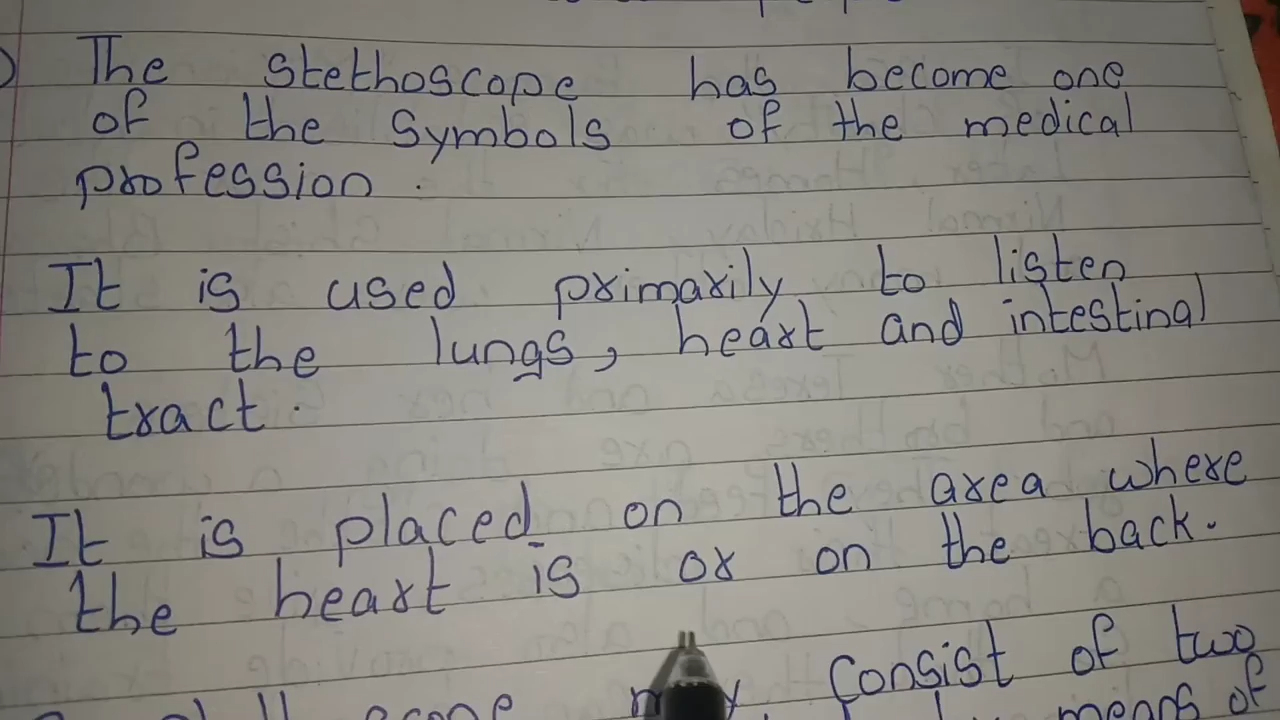 The stethoscope has become one
of the Symbols of the medical
profession.
It is used primarily to listen
to the lungs, heart and intestinal
tract.
It is placed on the area where
the heart is or on the back.
Consist of two
means of